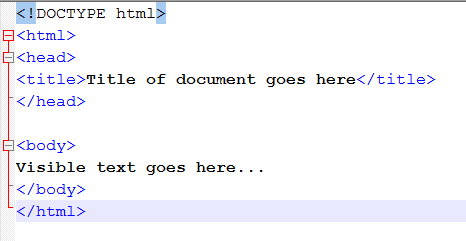 <!DOCTYPE html>
<html>
<head>
<title>Title of document goes here</title>
</head>

<body>
Visible text goes here...
</body>
</html>